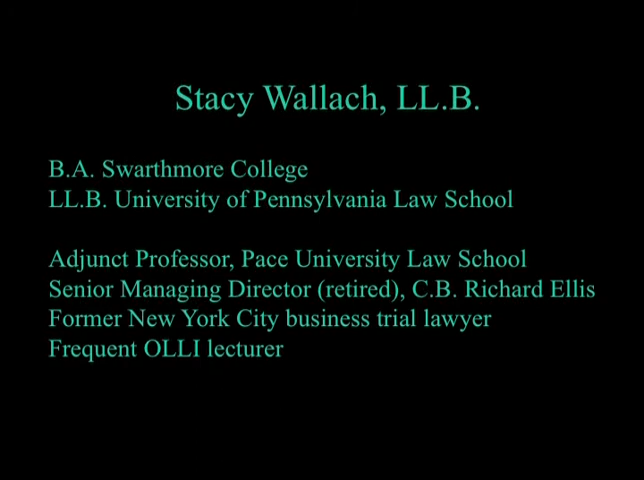 Stacy Wallach, LL.B.
B.A. Swarthmore College
LL.B. University of Pennsylvania Law School
Adjunct Professor, Pace University Law School
Senior Managing Director (retired), C.B. Richard Ellis
Former New York City business trial lawyer
Frequent OLLI lecturer